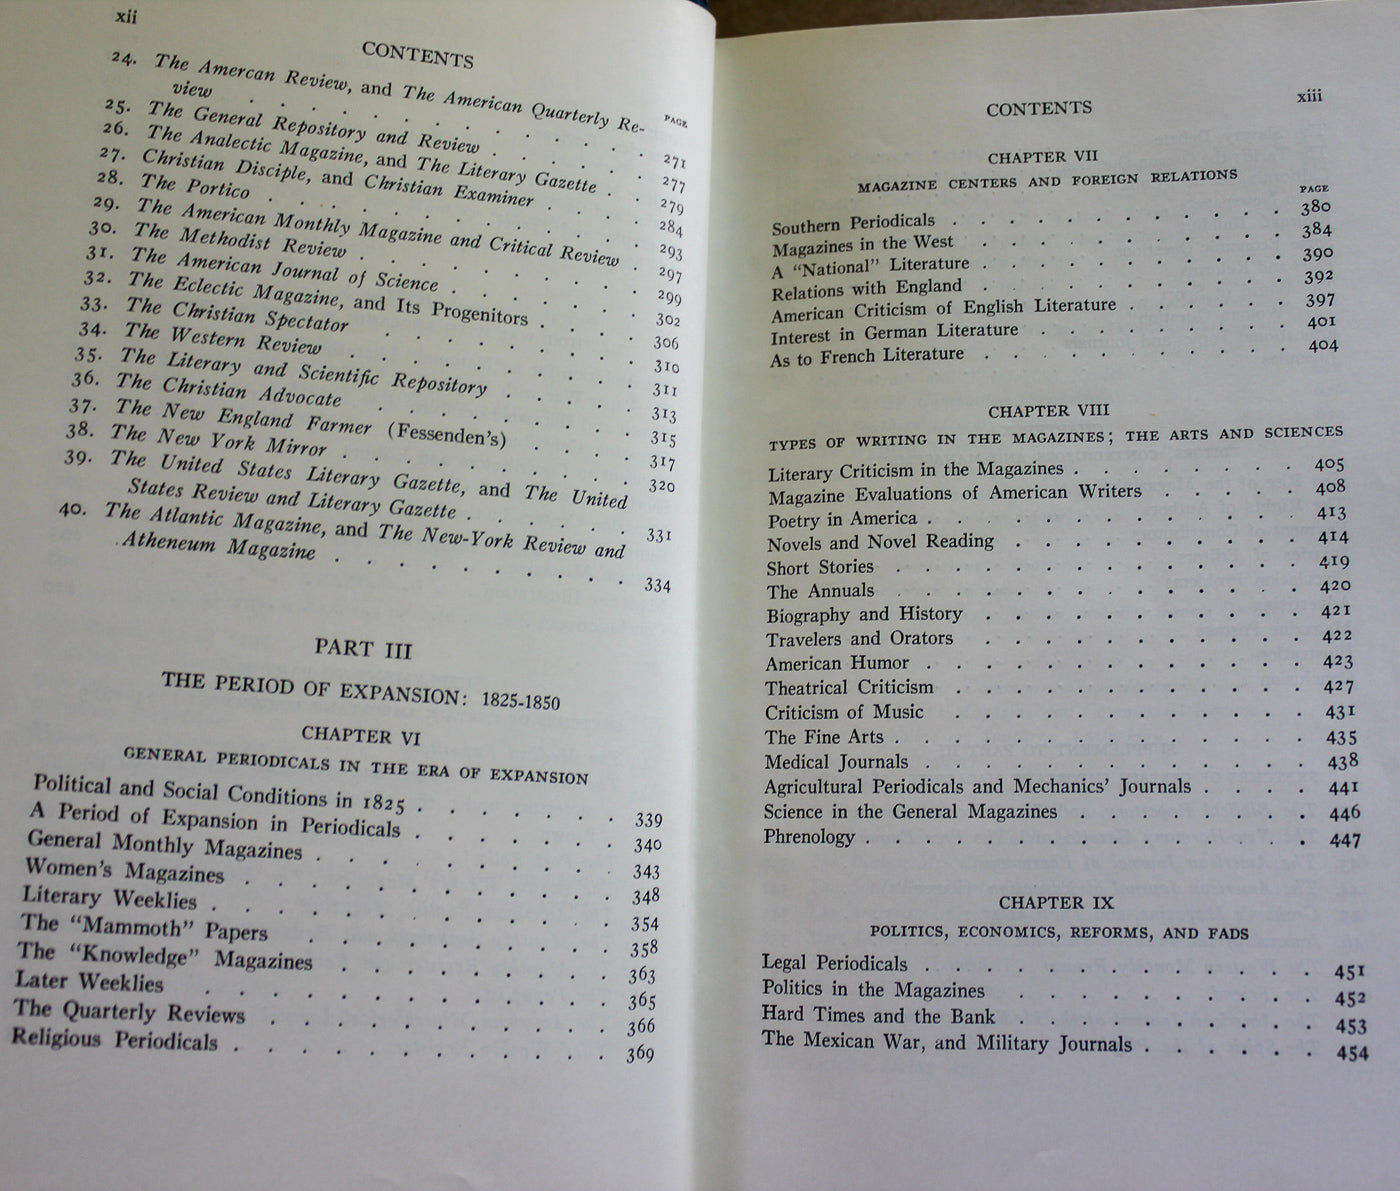 xii
CONTENTS
PAGE
24. The Amercan Review, and The American Quarterly Re-
view . . . . . . . . . . . 271
25. The General Repository and Review . . . . . 277
26. The Analectic Magazine, and The Literary Gazette . . 279
27. Christian Disciple, and Christian Examiner . . . . 284
28. The Portico . . . . . . . . . . . 293
29. The American Monthly Magazine and Critical Review . 297
30. The Methodist Review . . . . . . . . 299
31. The American Journal of Science . . . . . . 302
32. The Eclectic Magazine, and Its Progenitors . . . . 306
33. The Christian Spectator . . . . . . . . 310
34. The Western Review . . . . . . . . . 311
35. The Literary and Scientific Repository . . . . . 313
36. The Christian Advocate . . . . . . . . 315
37. The New England Farmer (Fessenden's) . . . . 317
38. The New York Mirror . . . . . . . . . 320
39. The United States Literary Gazette, and The United
States Review and Literary Gazette . . . . . . 331
40. The Atlantic Magazine, and The New-York Review and
Atheneum Magazine . . . . . . . . . . 334
PART III
THE PERIOD OF EXPANSION: 1825-1850
CHAPTER VI
GENERAL PERIODICALS IN THE ERA OF EXPANSION
Political and Social Conditions in 1825 . . . . . . . 339
A Period of Expansion in Periodicals . . . . . . . 340
General Monthly Magazines . . . . . . . . . . 343
Women's Magazines . . . . . . . . . . . . 348
Literary Weeklies . . . . . . . . . . . . . 354
The "Mammoth" Papers . . . . . . . . . . 358
The "Knowledge" Magazines . . . . . . . . . 363
Later Weeklies . . . . . . . . . . . . . 365
The Quarterly Reviews . . . . . . . . . . . 366
Religious Periodicals . . . . . . . . . . . . 369
CONTENTS
xiii
CHAPTER VII
MAGAZINE CENTERS AND FOREIGN RELATIONS
PAGE
Southern Periodicals . . . . . . . . . . . . 380
Magazines in the West . . . . . . . . . . . 384
A "National" Literature . . . . . . . . . . . 390
Relations with England . . . . . . . . . . . 392
American Criticism of English Literature . . . . . . 397
Interest in German Literature . . . . . . . . . 401
As to French Literature . . . . . . . . . . . 404
CHAPTER VIII
TYPES OF WRITING IN THE MAGAZINES; THE ARTS AND SCIENCES
Literary Criticism in the Magazines . . . . . . . . 405
Magazine Evaluations of American Writers . . . . . 408
Poetry in America . . . . . . . . . . . . . 413
Novels and Novel Reading . . . . . . . . . . 414
Short Stories . . . . . . . . . . . . . . 419
The Annuals . . . . . . . . . . . . . . 420
Biography and History . . . . . . . . . . . 421
Travelers and Orators . . . . . . . . . . . 422
American Humor . . . . . . . . . . . . . 423
Theatrical Criticism . . . . . . . . . . . . 427
Criticism of Music . . . . . . . . . . . . 431
The Fine Arts . . . . . . . . . . . . . . 435
Medical Journals . . . . . . . . . . . . . 438
Agricultural Periodicals and Mechanics' Journals . . . . 441
Science in the General Magazines . . . . . . . . 446
Phrenology . . . . . . . . . . . . . . . 447
CHAPTER IX
POLITICS, ECONOMICS, REFORMS, AND FADS
Legal Periodicals . . . . . . . . . . . . . 451
Politics in the Magazines . . . . . . . . . . 452
Hard Times and the Bank . . . . . . . . . . 453
The Mexican War, and Military Journals . . . . . . 454